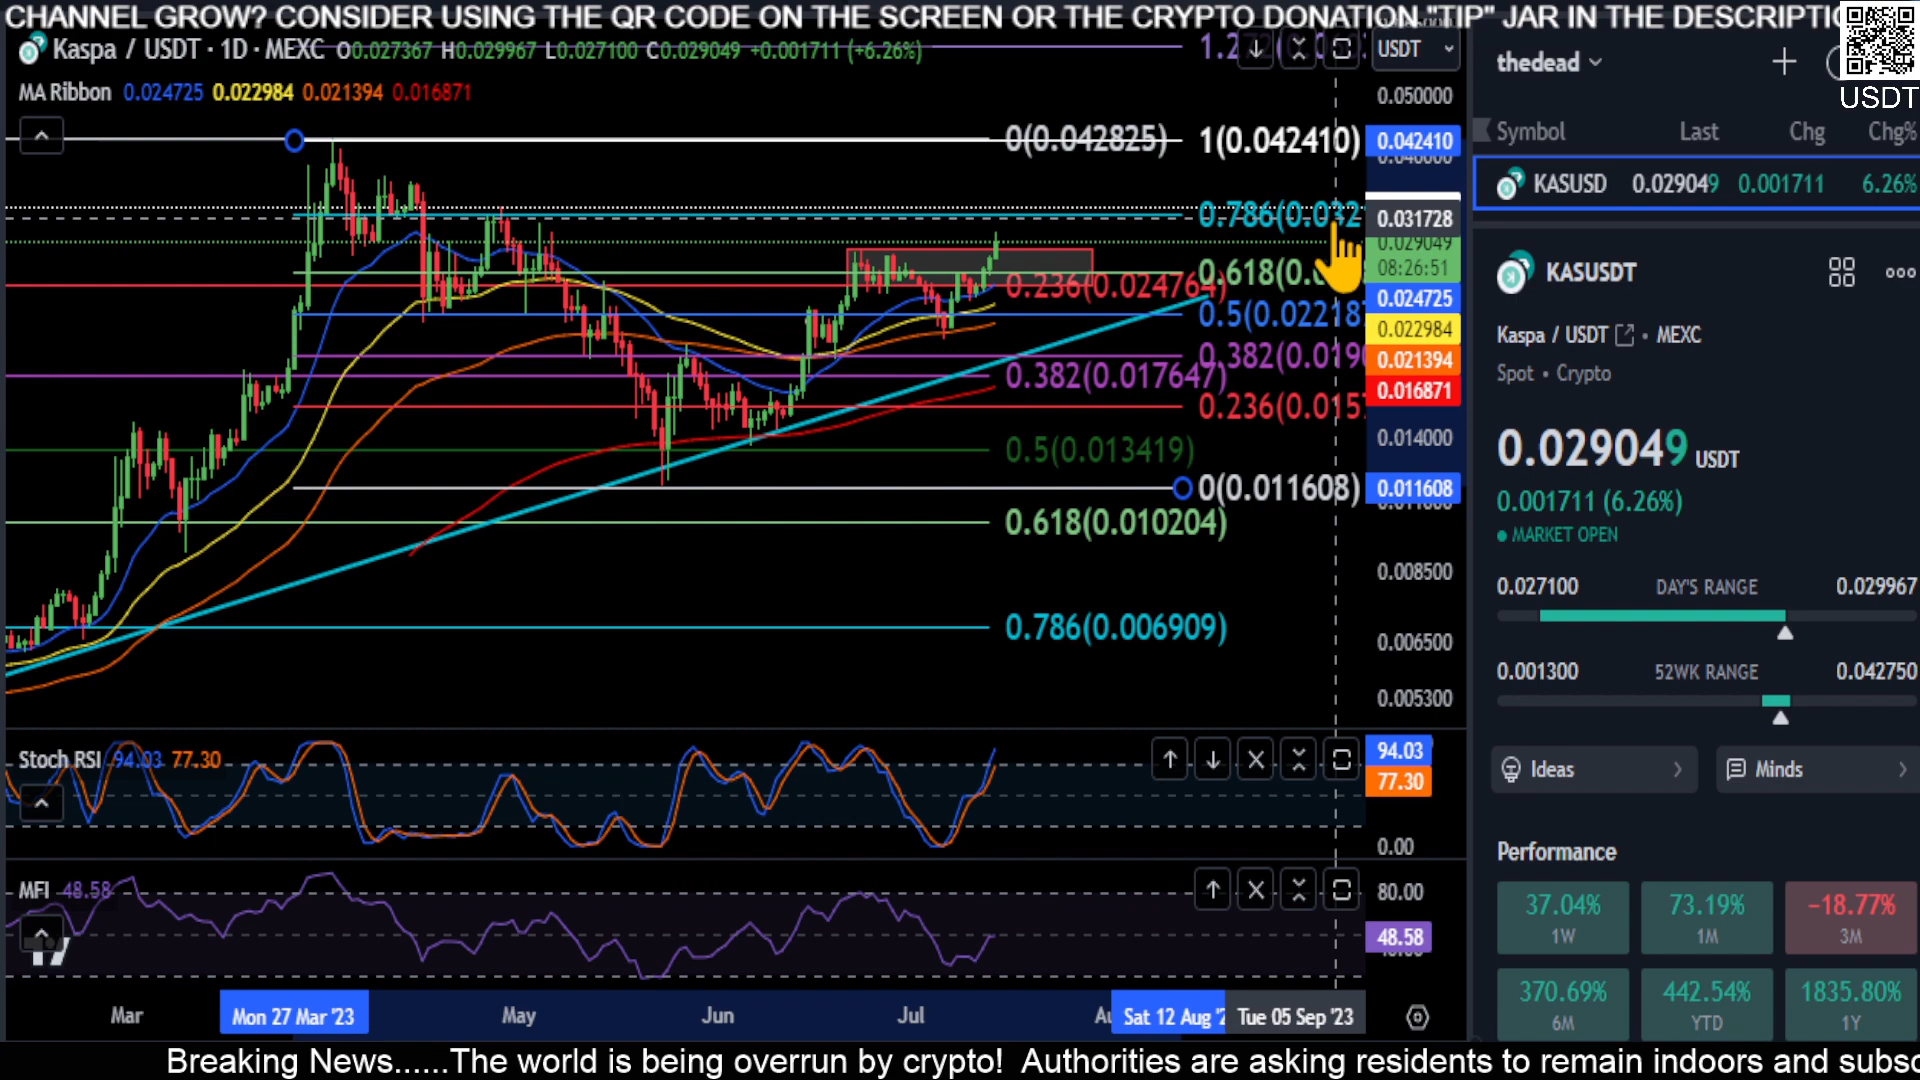 CHANNEL GROW? CONSIDER USING THE QR CODE ON THE SCREEN OR THE CRYPTO DONATION "TIP" JAR IN THE DESCRIPTIO
Kaspa / USDT · 1D · MEXC O0.027367 H0.029967 L0.027100 C0.029049 +0.001711 (+6.26%)
USDT
MA Ribbon 0.024725 0.022984 0.021394 0.016871
0(0.042825)
1(0.042410)
0.786(0.032
0.618(0.
0.236(0.024764)
0.5(0.02218
0.382(0.019
0.382(0.017647)
0.236(0.015
0.5(0.013419)
0(0.011608)
0.618(0.010204)
0.786(0.006909)
0.050000
0.042410
0.031728
0.029049
08:26:51
0.024725
0.022984
0.021394
0.016871
0.014000
0.011608
0.008500
0.006500
0.005300
Stoch RSI 94.03 77.30
94.03
77.30
0.00
MFI 48.58
80.00
48.58
Mar
Mon 27 Mar '23
May
Jun
Jul
Sat 12 Aug '2
Tue 05 Sep '23
thedead
USDT
Symbol Last Chg Chg%
KASUSD 0.029049 0.001711 6.26%
KASUSDT
Kaspa / USDT • MEXC
Spot • Crypto
0.029049 USDT
0.001711 (6.26%)
MARKET OPEN
0.027100 DAY'S RANGE 0.029967
0.001300 52WK RANGE 0.042750
Ideas
Minds
Performance
37.04% 73.19% −18.77%
1W 1M 3M
370.69% 442.54% 1835.80%
6M YTD 1Y
Breaking News......The world is being overrun by crypto! Authorities are asking residents to remain indoors and subsc